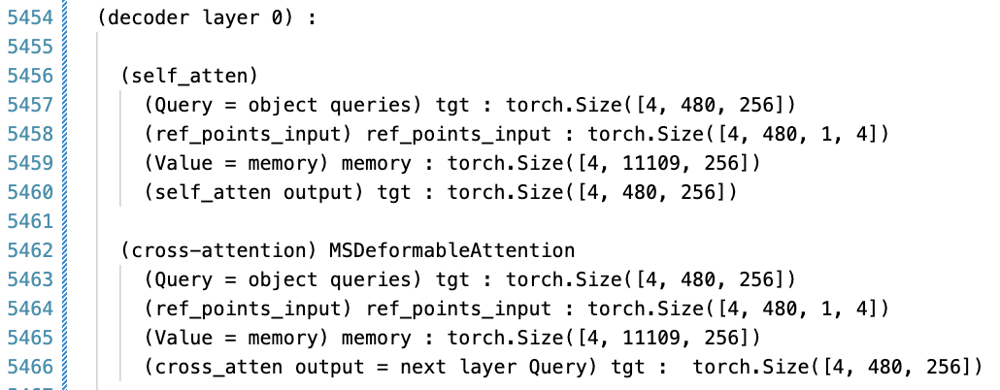 5454 (decoder layer 0) :
5455
5456 (self_atten)
5457 (Query = object queries) tgt : torch.Size([4, 480, 256])
5458 (ref_points_input) ref_points_input : torch.Size([4, 480, 1, 4])
5459 (Value = memory) memory : torch.Size([4, 11109, 256])
5460 (self_atten output) tgt : torch.Size([4, 480, 256])
5461
5462 (cross-attention) MSDeformableAttention
5463 (Query = object queries) tgt : torch.Size([4, 480, 256])
5464 (ref_points_input) ref_points_input : torch.Size([4, 480, 1, 4])
5465 (Value = memory) memory : torch.Size([4, 11109, 256])
5466 (cross_atten output = next layer Query) tgt :  torch.Size([4, 480, 256])